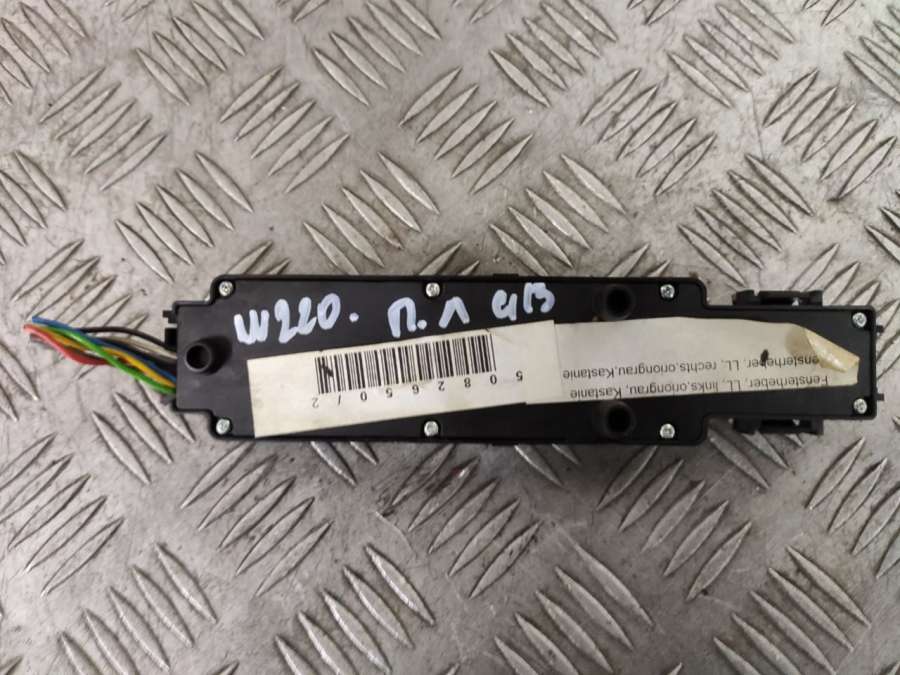 W220. П.Л ЧВ
5082650/2
Fensterheber, LL, links,oriongrau, Kastanie
Fensterheber, LL, rechts,oriongrau,Kastanie